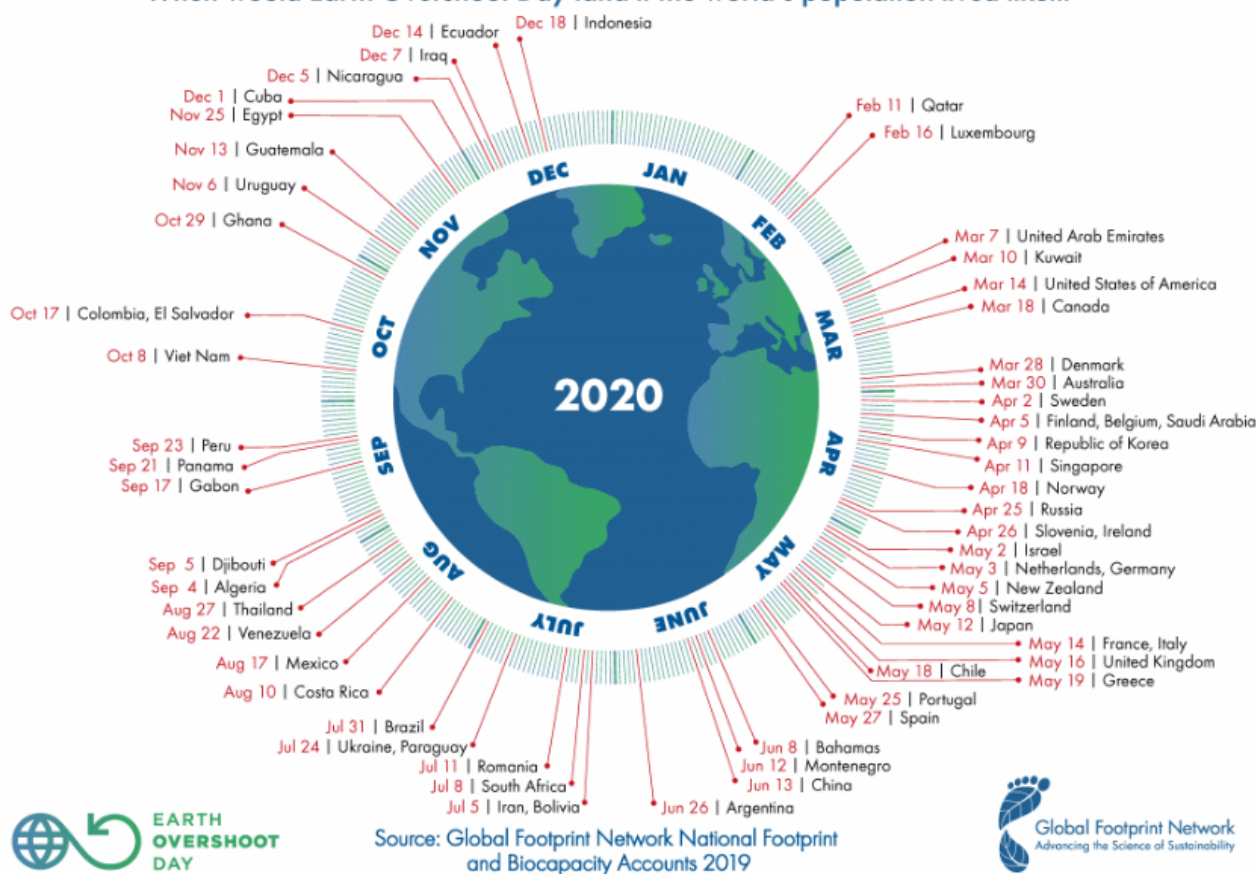 Dec 18 | Indonesia
Dec 14 | Ecuador
Dec 7 | Iraq
Dec 5 | Nicaragua
Dec 1 | Cuba
Nov 25 | Egypt
Nov 13 | Guatemala
Nov 6 | Uruguay
Oct 29 | Ghana
Oct 17 | Colombia, El Salvador
Oct 8 | Viet Nam
Sep 23 | Peru
Sep 21 | Panama
Sep 17 | Gabon
Sep 5 | Djibouti
Sep 4 | Algeria
Aug 27 | Thailand
Aug 22 | Venezuela
Aug 17 | Mexico
Aug 10 | Costa Rica
Jul 31 | Brazil
Jul 24 | Ukraine, Paraguay
Jul 11 | Romania
Jul 8 | South Africa
Jul 5 | Iran, Bolivia
Feb 11 | Qatar
Feb 16 | Luxembourg
Mar 7 | United Arab Emirates
Mar 10 | Kuwait
Mar 14 | United States of America
Mar 18 | Canada
Mar 28 | Denmark
Mar 30 | Australia
Apr 2 | Sweden
Apr 5 | Finland, Belgium, Saudi Arabia
Apr 9 | Republic of Korea
Apr 11 | Singapore
Apr 18 | Norway
Apr 25 | Russia
Apr 26 | Slovenia, Ireland
May 2 | Israel
May 3 | Netherlands, Germany
May 5 | New Zealand
May 8| Switzerland
May 12 | Japan
May 14 | France, Italy
May 16 | United Kingdom
May 18 | Chile
May 19 | Greece
May 25 | Portugal
May 27 | Spain
Jun 8 | Bahamas
Jun 12 | Montenegro
Jun 13 | China
Jun 26 | Argentina
JAN
FEB
MAR
APR
MAY
JUNE
JULY
AUG
SEP
OCT
NOV
DEC
2020
EARTH
OVERSHOOT
DAY
Source: Global Footprint Network National Footprint
and Biocapacity Accounts 2019
Global Footprint Network
Advancing the Science of Sustainability